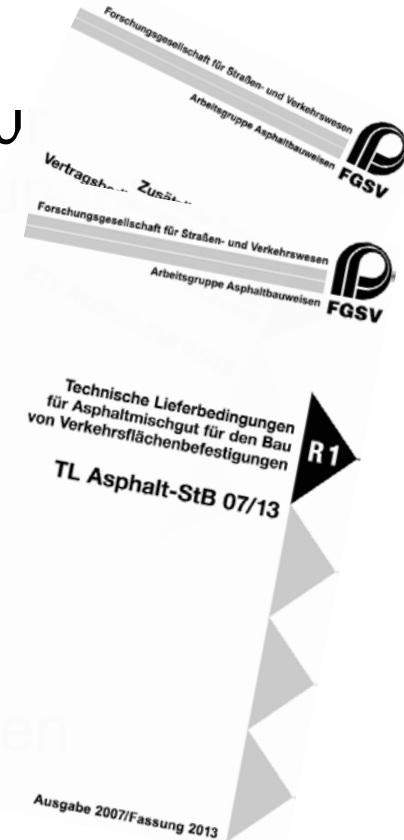 Forschungsgesellschaft für Straßen- und Verkehrswesen
Arbeitsgruppe Asphaltbauweisen
FGSV
Forschungsgesellschaft für Straßen- und Verkehrswesen
Arbeitsgruppe Asphaltbauweisen
FGSV
Technische Lieferbedingungen
für Asphaltmischgut für den Bau
von Verkehrsflächenbefestigungen
R 1
TL Asphalt-StB 07/13
Ausgabe 2007/Fassung 2013